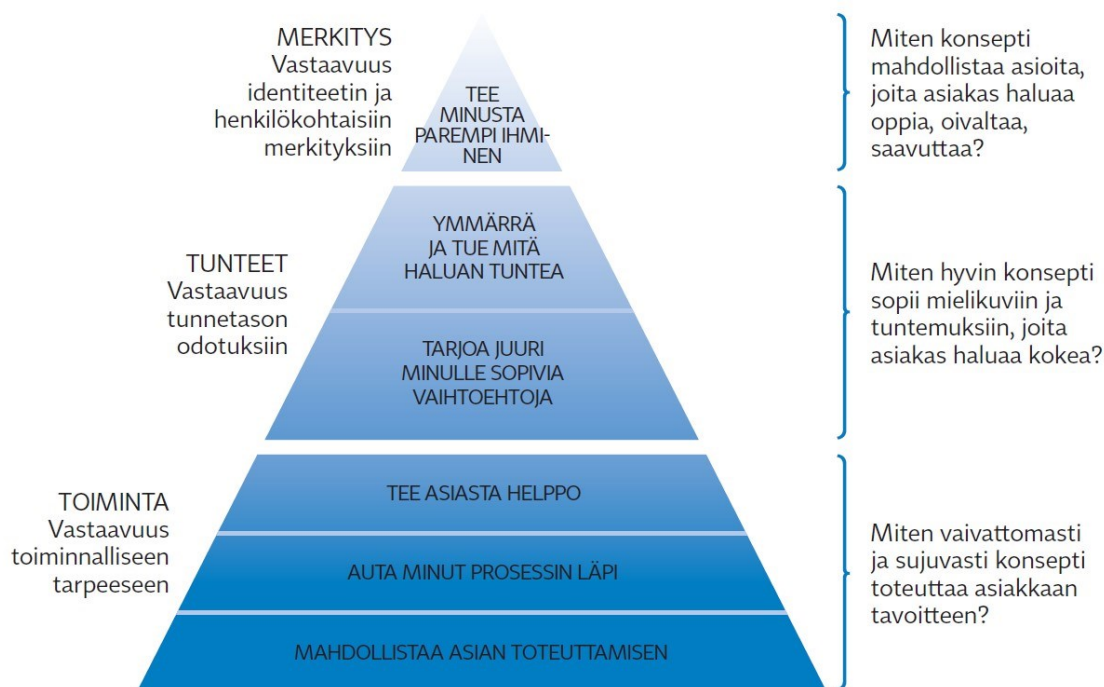 MERKITYS
Vastaavuus
identiteetin ja
henkilökohtaisiin
merkityksiin
TEE
MINUSTA
PAREMPI IHMI-
NEN
Miten konsepti
mahdollistaa asioita,
joita asiakas haluaa
oppia, oivaltaa,
saavuttaa?
TUNTEET
Vastaavuus
tunnetason
odotuksiin
YMMÄRRÄ
JA TUE MITÄ
HALUAN TUNTEA
TARJOA JUURI
MINULLE SOPIVIA
VAIHTOEHTOJA
Miten hyvin konsepti
sopii mielikuviin ja
tuntemuksiin, joita
asiakas haluaa kokea?
TOIMINTA
Vastaavuus
toiminnalliseen
tarpeeseen
TEE ASIASTA HELPPO
AUTA MINUT PROSESSIN LÄPI
MAHDOLLISTAA ASIAN TOTEUTTAMISEN
Miten vaivattomasti
ja sujuvasti konsepti
toteuttaa asiakkaan
tavoitteen?